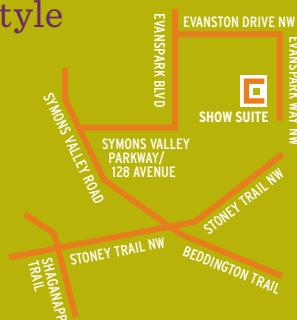 tyle
EVANSTON DRIVE NW
EVANSPARK BLVD
EVANSPARK WAY NW
SHOW SUITE
SYMONS VALLEY
PARKWAY/
128 AVENUE
SYMONS VALLEY ROAD
STONEY TRAIL NW
STONEY TRAIL NW
BEDDINGTON TRAIL
SHAGANAPP
TRAIL